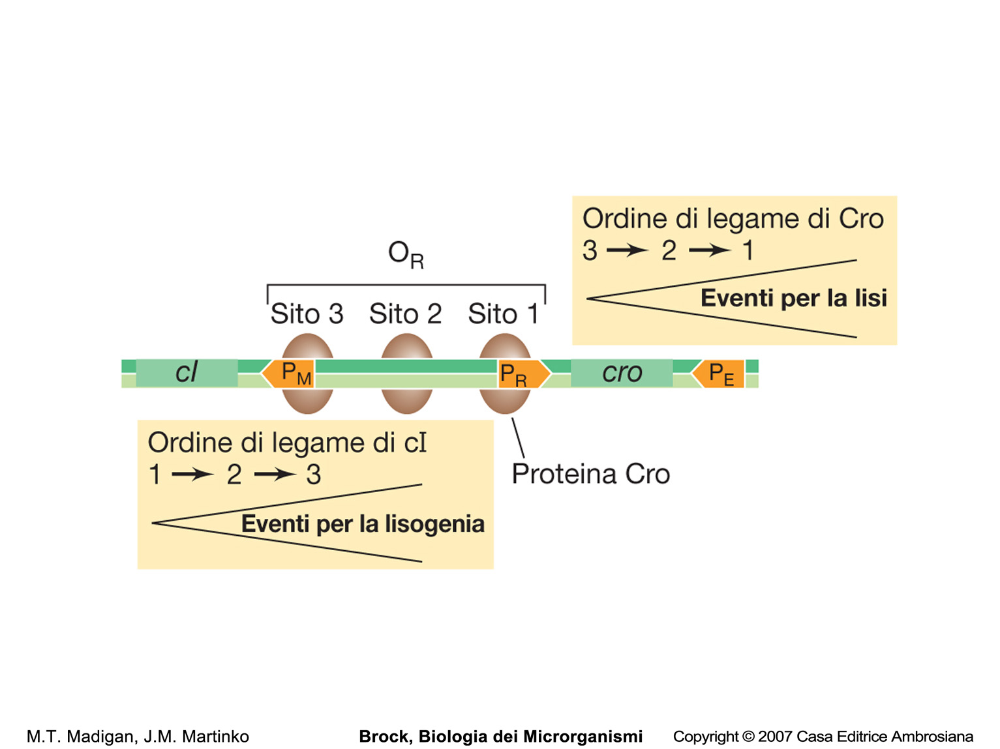 Ordine di legame di Cro
3 → 2 → 1
Eventi per la lisi
OR
Sito 3 Sito 2 Sito 1
cI PM PR cro PE
Ordine di legame di cI
1 → 2 → 3
Eventi per la lisogenia
Proteina Cro
M.T. Madigan, J.M. Martinko Brock, Biologia dei Microrganismi Copyright © 2007 Casa Editrice Ambrosiana